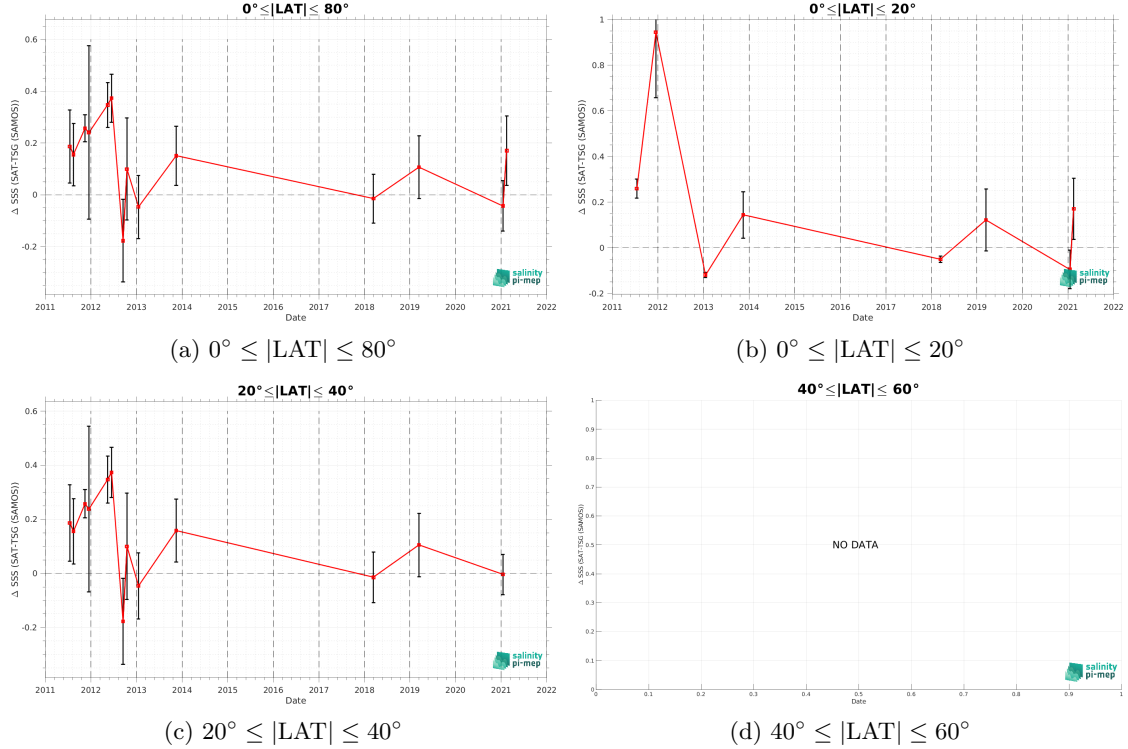 0°≤|LAT|≤ 80°
Δ SSS (SAT-TSG (SAMOS))
0.6
0.4
0.2
0
-0.2
2011 2012 2013 2014 2015 2016 2017 2018 2019 2020 2021 2022
Date
salinity
pi-mep
(a) 0° ≤ |LAT| ≤ 80°
0°≤|LAT|≤ 20°
Δ SSS (SAT-TSG (SAMOS))
1
0.8
0.6
0.4
0.2
0
-0.2
2011 2012 2013 2014 2015 2016 2017 2018 2019 2020 2021 2022
Date
salinity
pi-mep
(b) 0° ≤ |LAT| ≤ 20°
20°≤|LAT|≤ 40°
Δ SSS (SAT-TSG (SAMOS))
0.6
0.4
0.2
0
-0.2
2011 2012 2013 2014 2015 2016 2017 2018 2019 2020 2021 2022
Date
salinity
pi-mep
(c) 20° ≤ |LAT| ≤ 40°
40°≤|LAT|≤ 60°
Δ SSS (SAT-TSG (SAMOS))
1
0.9
0.8
0.7
0.6
0.5
0.4
0.3
0.2
0.1
0
NO DATA
0 0.1 0.2 0.3 0.4 0.5 0.6 0.7 0.8 0.9 1
Date
salinity
pi-mep
(d) 40° ≤ |LAT| ≤ 60°